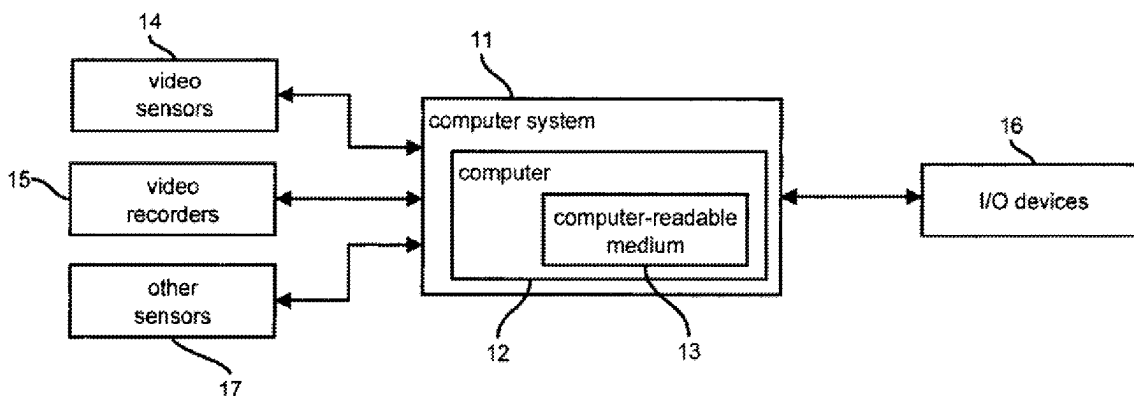 14
video
sensors
15
video
recorders
other
sensors
17
11
computer system
computer
computer-readable
medium
12
13
16
I/O devices